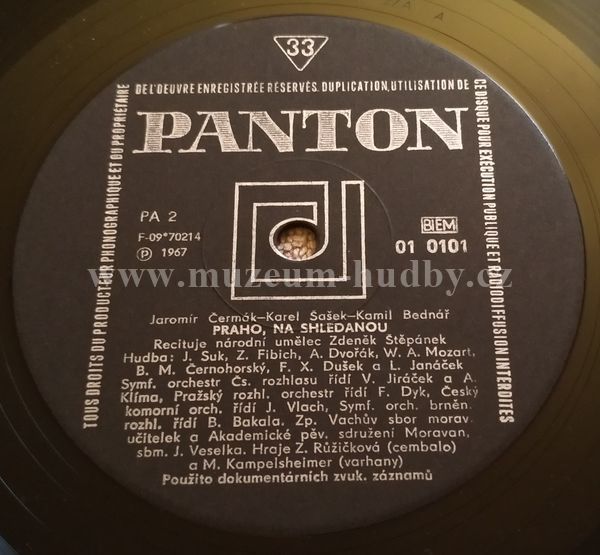 33
DE L'OEUVRE ENREGISTRÉE RÉSERVÉS. DUPLICATION, UTILISATION DE
TOUS DROITS DU PRODUCTEUR PHONOGRAPHIQUE ET DU PROPRIÉTAIRE
CE DISQUE POUR EXÉCUTION PUBLIQUE ET RADIODIFFUSION INTERDITES
PANTON
PA 2
F-09*70214
Ⓟ 1967
BIEM
01 0101
www.muzeum-hudby.cz
Jaromír Čermák–Karel Sašek–Kamil Bednář
PRAHO, NA SHLEDANOU
Recituje národní umělec Zdeněk Štěpánek
Hudba: J. Suk, Z. Fibich, A. Dvořák, W. A. Mozart,
B. M. Černohorský, F. X. Dušek a L. Janáček
Symf. orchestr Čs. rozhlasu řídí V. Jiráček a A.
Klíma, Pražský rozhl. orchestr řídí F. Dyk, Český
komorní orch. řídí J. Vlach, Symf. orch. brněn.
rozhl. řídí B. Bakala. Zp. Vachův sbor morav.
učitelek a Akademické pěv. sdružení Moravan,
sbm. J. Veselka. Hraje Z. Růžičková (cembalo)
a M. Kampelsheimer (varhany)
Použito dokumentárních zvuk. záznamů